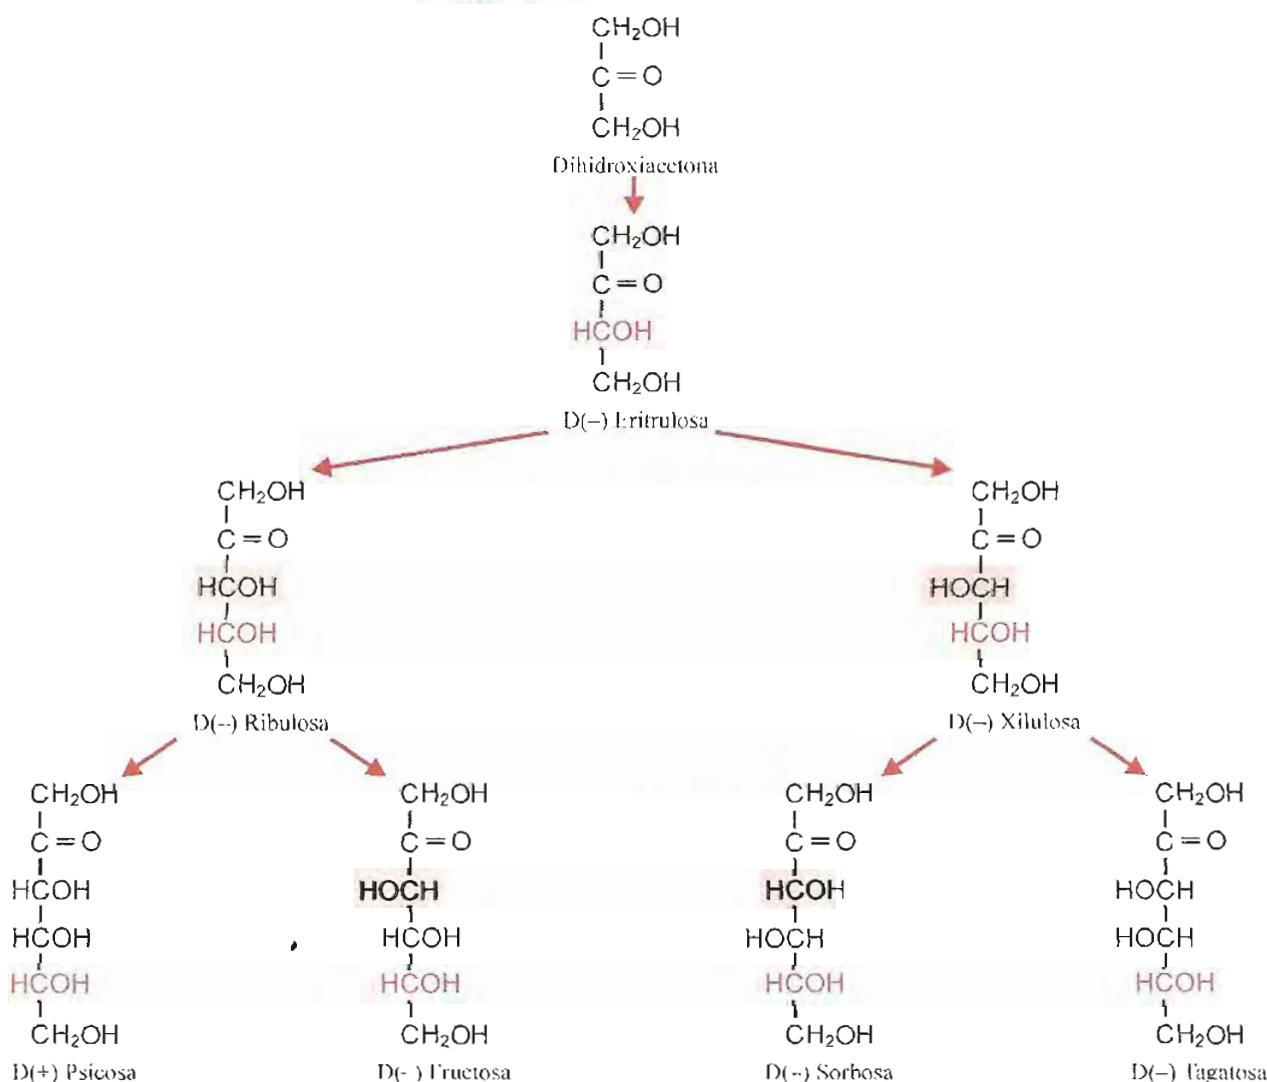 CH₂OH
C=O
CH₂OH
Dihidroxiacetona
CH₂OH
C=O
HCOH
CH₂OH
D(–) Eritrulosa
CH₂OH
C=O
HCOH
HCOH
CH₂OH
D(–) Ribulosa
CH₂OH
C=O
HOCH
HCOH
CH₂OH
D(–) Xilulosa
CH₂OH
C=O
HCOH
HCOH
HCOH
CH₂OH
D(+) Psicosa
CH₂OH
C=O
HOCH
HCOH
HCOH
CH₂OH
D(-) Fructosa
CH₂OH
C=O
HCOH
HOCH
HCOH
CH₂OH
D(–) Sorbosa
CH₂OH
C=O
HOCH
HOCH
HCOH
CH₂OH
D(–) Tagatosa